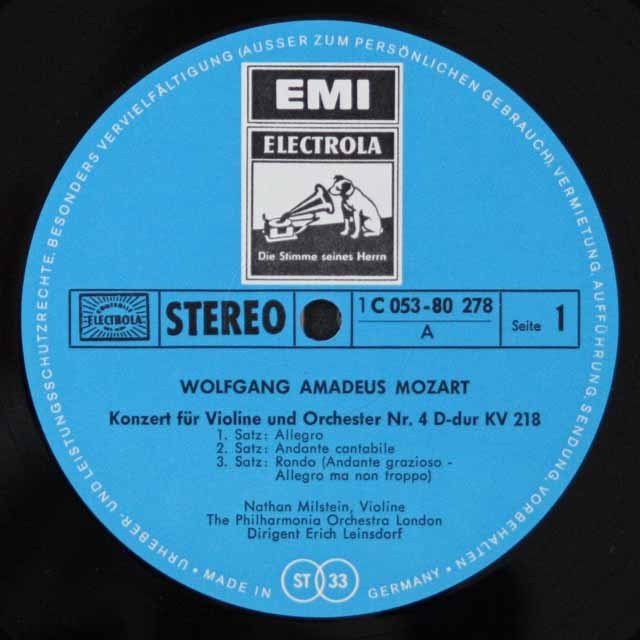 URHEBER- UND LEISTUNGSSCHUTZRECHTE, BESONDERS VERVIELFÄLTIGUNG (AUSSER ZUM PERSÖNLICHEN GEBRAUCH), VERMIETUNG, AUFFÜHRUNG, SENDUNG, VORBEHALTEN
EMI
ELECTROLA
Die Stimme seines Herrn
ELECTROLA
STEREO
1 C 053-80 278
A
Seite 1
WOLFGANG AMADEUS MOZART
Konzert für Violine und Orchester Nr. 4 D-dur KV 218
1. Satz: Allegro
2. Satz: Andante cantabile
3. Satz: Rondo (Andante grazioso -
Allegro ma non troppo)
Nathan Milstein, Violine
The Philharmonia Orchestra London
Dirigent Erich Leinsdorf
• MADE IN ST 33 GERMANY •